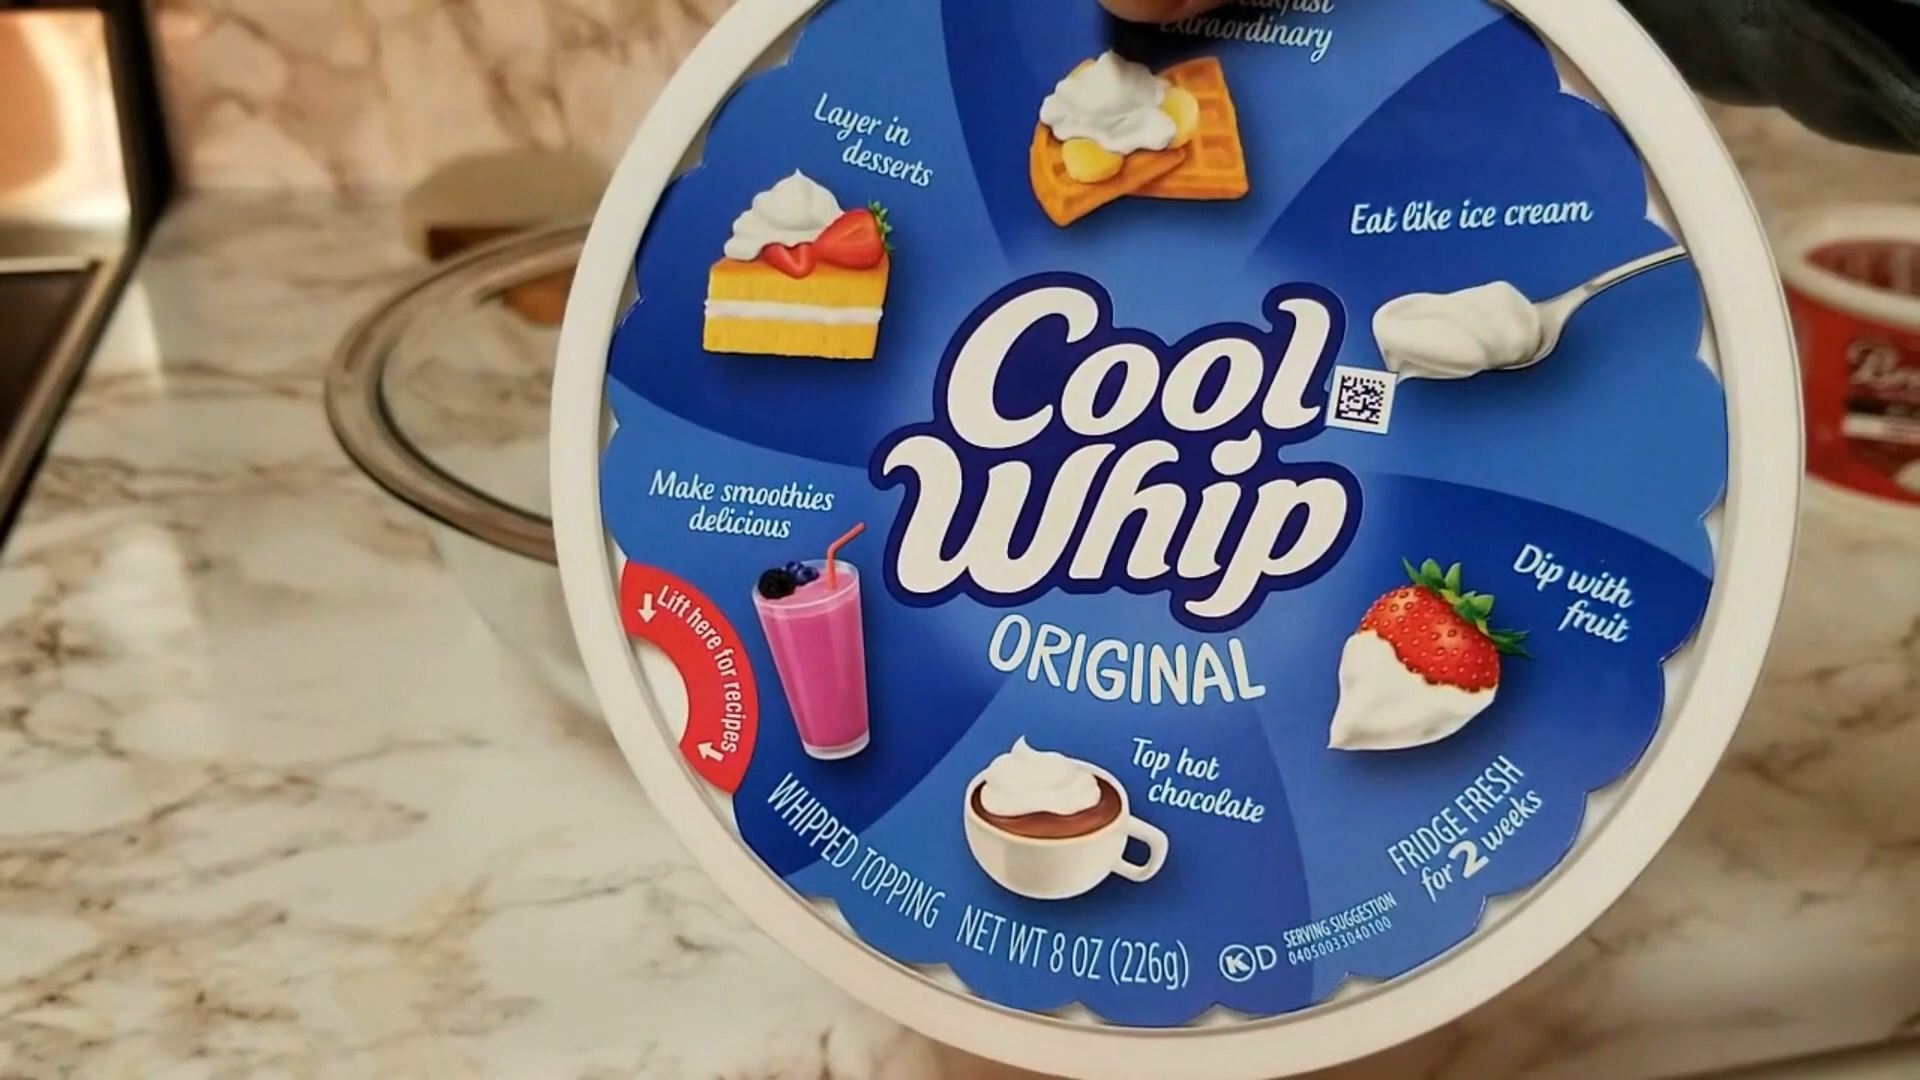 extraordinary
Layer in
desserts
Eat like ice cream
Cool
Whip
ORIGINAL
Make smoothies
delicious
Lift here for recipes
Dip with
fruit
Top hot
chocolate
WHIPPED TOPPING NET WT 8 OZ (226g)
K D
SERVING SUGGESTION
04050033040100
FRIDGE FRESH
for 2 weeks